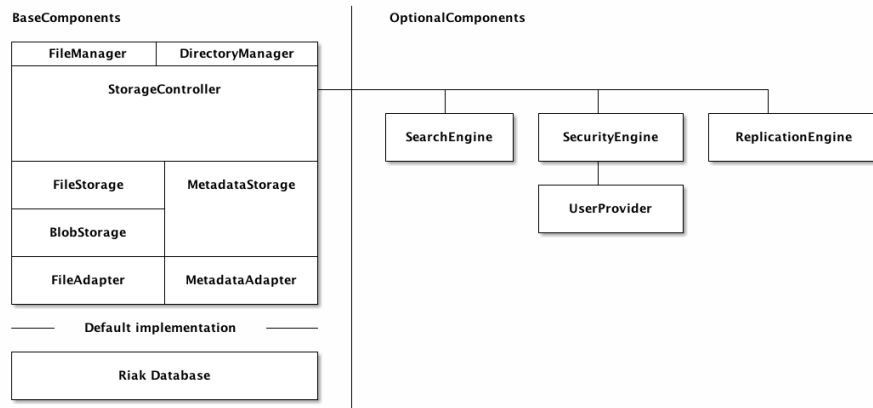 BaseComponents
OptionalComponents
FileManager
DirectoryManager
StorageController
SearchEngine
SecurityEngine
ReplicationEngine
FileStorage
MetadataStorage
UserProvider
BlobStorage
FileAdapter
MetadataAdapter
Default implementation
Riak Database